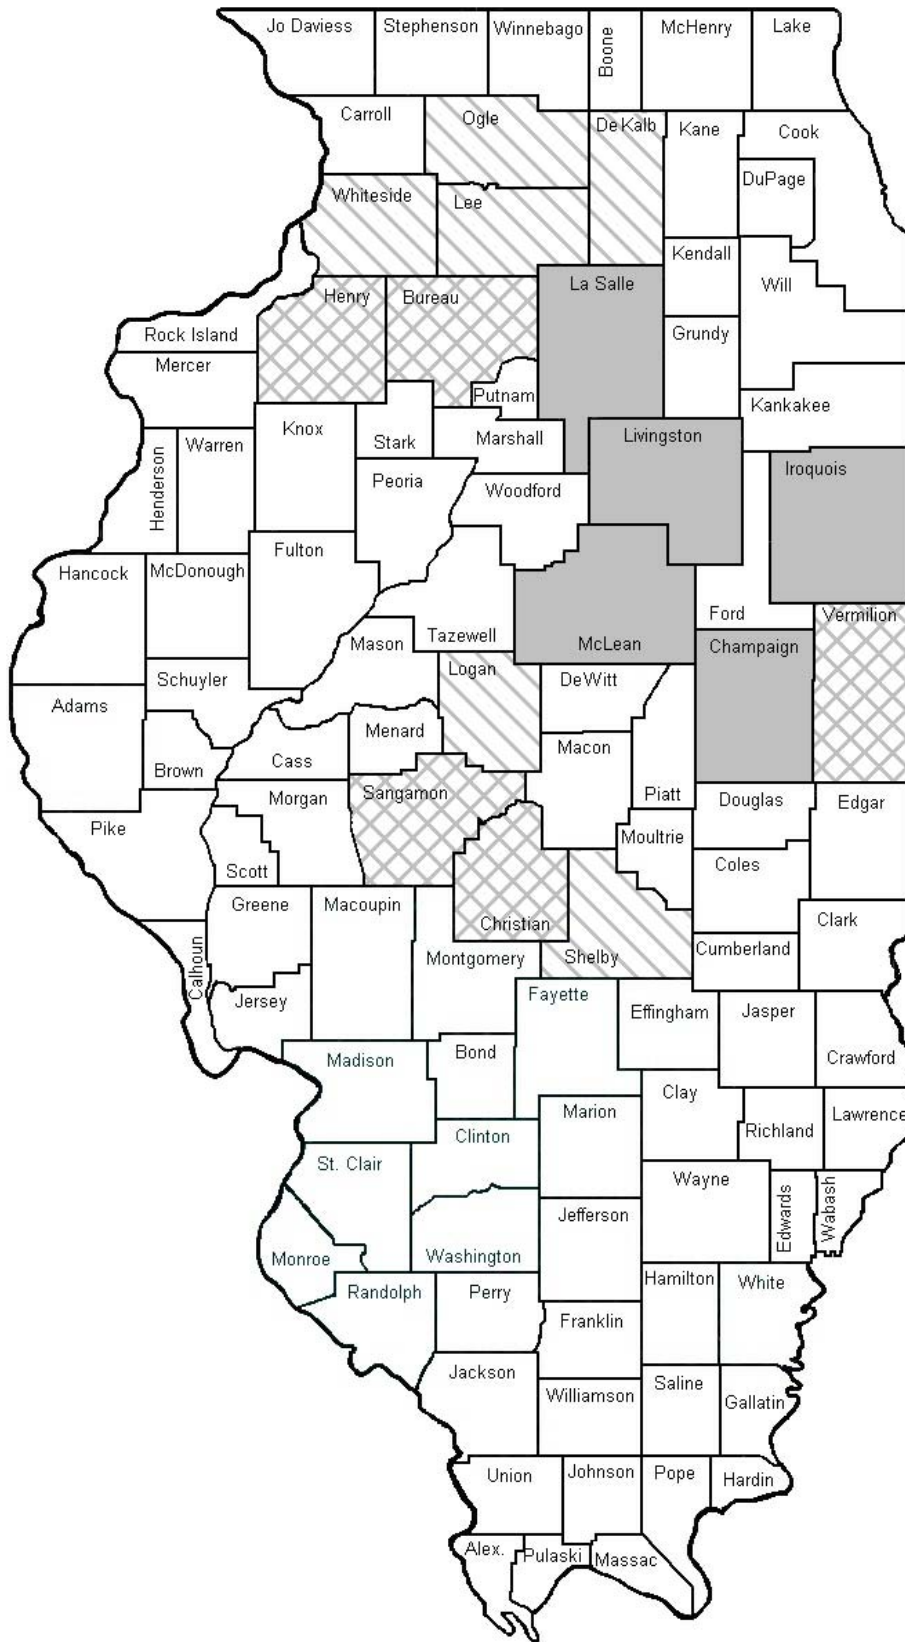 Jo Daviess
Stephenson
Winnebago
Boone
McHenry
Lake
Carroll
Ogle
De Kalb
Kane
Cook
DuPage
Whiteside
Lee
Kendall
Will
Henry
Bureau
La Salle
Rock Island
Grundy
Mercer
Putnam
Kankakee
Knox
Stark
Marshall
Livingston
Henderson
Warren
Peoria
Woodford
Iroquois
Hancock
McDonough
Fulton
Ford
Vermilion
Mason
Tazewell
McLean
Champaign
Schuyler
Logan
DeWitt
Adams
Menard
Macon
Brown
Cass
Morgan
Sangamon
Piatt
Douglas
Edgar
Pike
Moultrie
Scott
Coles
Greene
Macoupin
Christian
Clark
Calhoun
Montgomery
Shelby
Cumberland
Jersey
Fayette
Effingham
Jasper
Madison
Bond
Crawford
Marion
Clay
Lawrence
Clinton
Richland
St. Clair
Wayne
Edwards
Wabash
Jefferson
Monroe
Washington
Randolph
Perry
Hamilton
White
Franklin
Jackson
Williamson
Saline
Gallatin
Union
Johnson
Pope
Hardin
Alex.
Pulaski
Massac